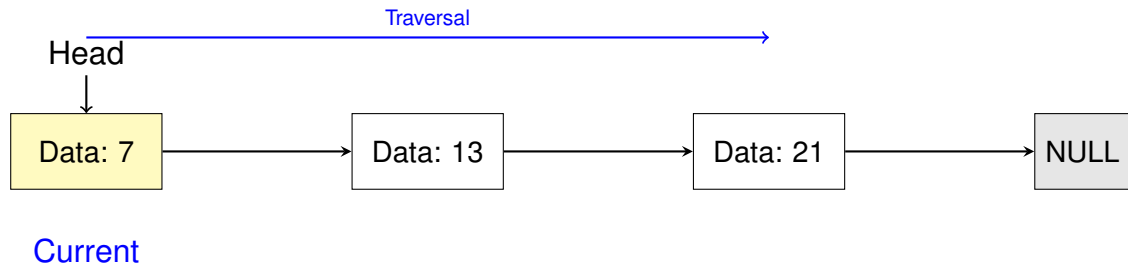 Traversal
Head
Data: 7
Data: 13
Data: 21
NULL
Current